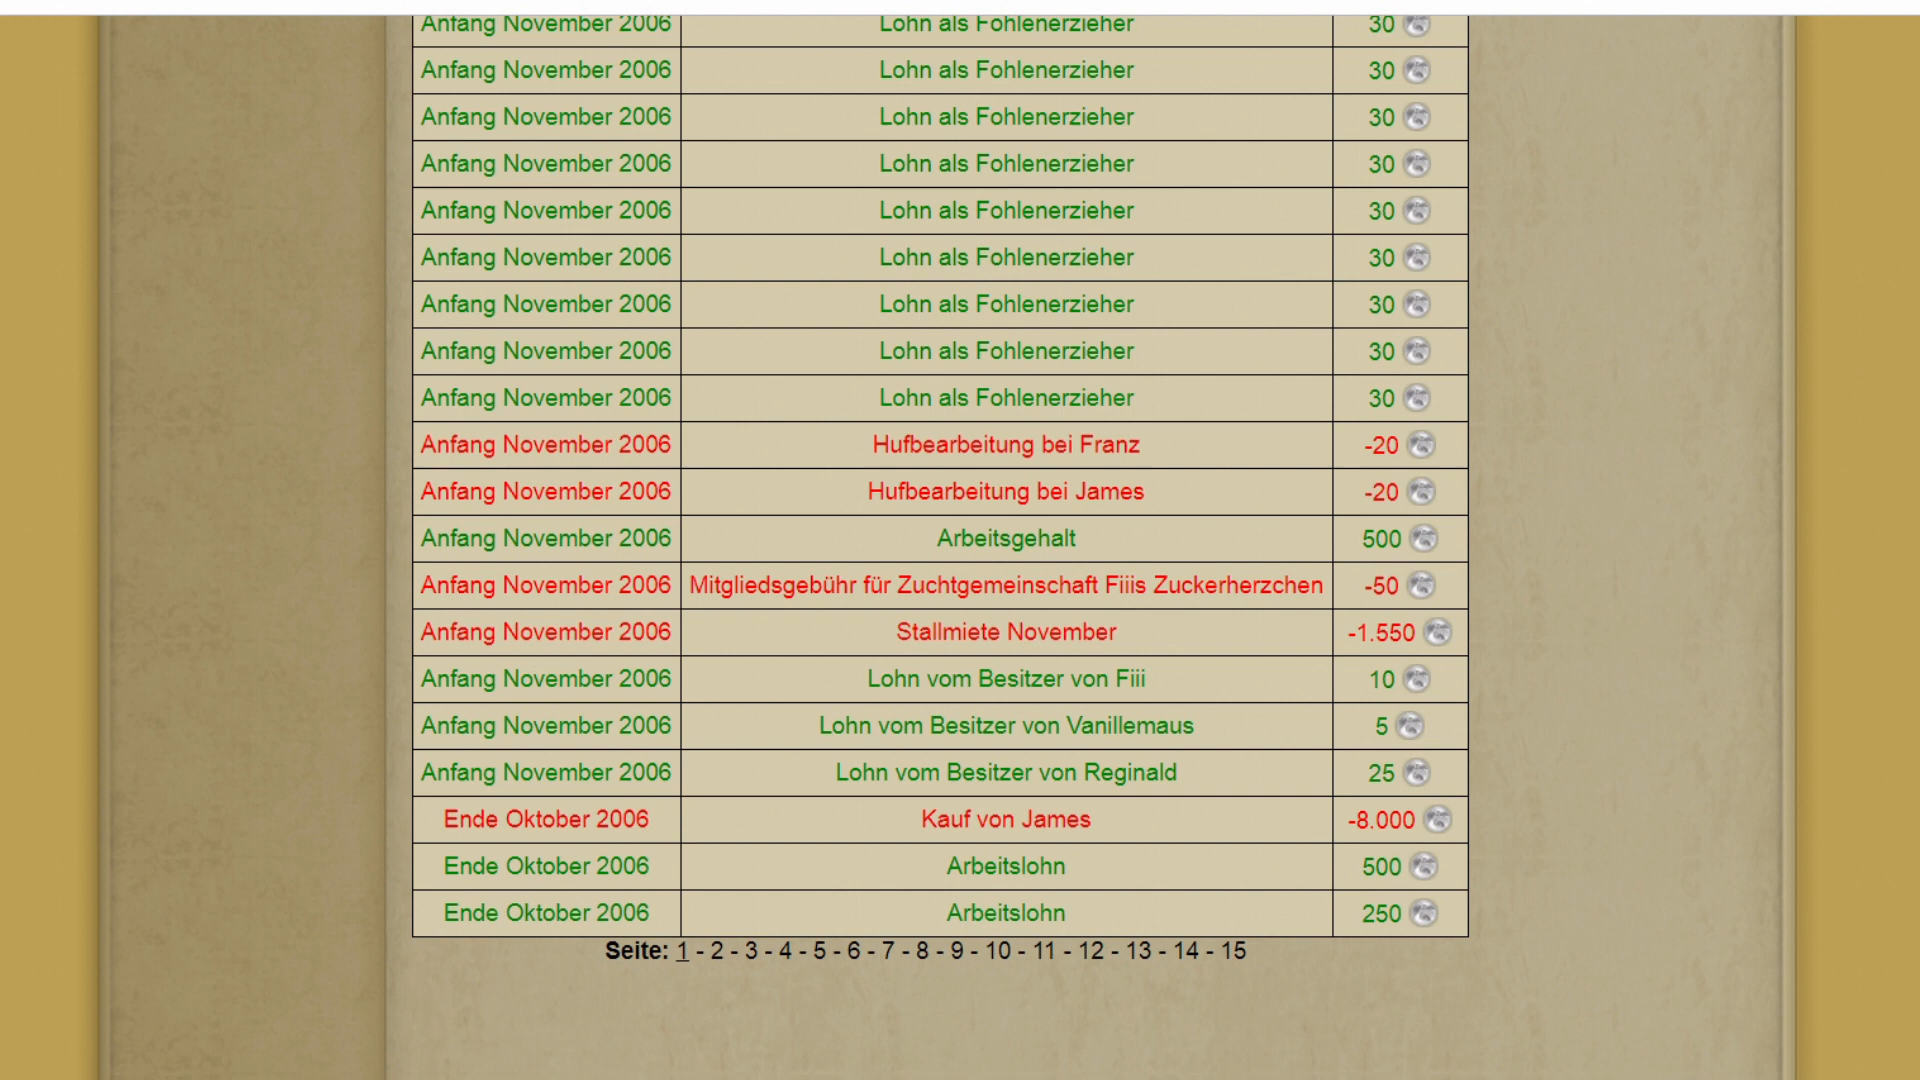 Anfang November 2006 Lohn als Fohlenerzieher 30
Anfang November 2006 Lohn als Fohlenerzieher 30
Anfang November 2006 Lohn als Fohlenerzieher 30
Anfang November 2006 Lohn als Fohlenerzieher 30
Anfang November 2006 Lohn als Fohlenerzieher 30
Anfang November 2006 Lohn als Fohlenerzieher 30
Anfang November 2006 Lohn als Fohlenerzieher 30
Anfang November 2006 Lohn als Fohlenerzieher 30
Anfang November 2006 Lohn als Fohlenerzieher 30
Anfang November 2006 Hufbearbeitung bei Franz -20
Anfang November 2006 Hufbearbeitung bei James -20
Anfang November 2006 Arbeitsgehalt 500
Anfang November 2006 Mitgliedsgebühr für Zuchtgemeinschaft Fiiis Zuckerherzchen -50
Anfang November 2006 Stallmiete November -1.550
Anfang November 2006 Lohn vom Besitzer von Fiii 10
Anfang November 2006 Lohn vom Besitzer von Vanillemaus 5
Anfang November 2006 Lohn vom Besitzer von Reginald 25
Ende Oktober 2006 Kauf von James -8.000
Ende Oktober 2006 Arbeitslohn 500
Ende Oktober 2006 Arbeitslohn 250
Seite: 1 - 2 - 3 - 4 - 5 - 6 - 7 - 8 - 9 - 10 - 11 - 12 - 13 - 14 - 15